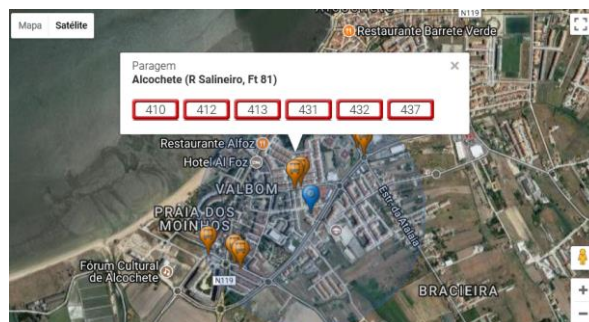 Mapa Satélite
N119
Restaurante Barrete Verde
Paragem
Alcochete (R Salineiro, Ft 81)
410 412 413 431 432 437
Restaurante Alfoz
Hotel Al Foz
VALBOM
PRAIA DOS
MOINHOS
Estr. da Atalaia
Fórum Cultural
de Alcochete
N119
BRACIEIRA